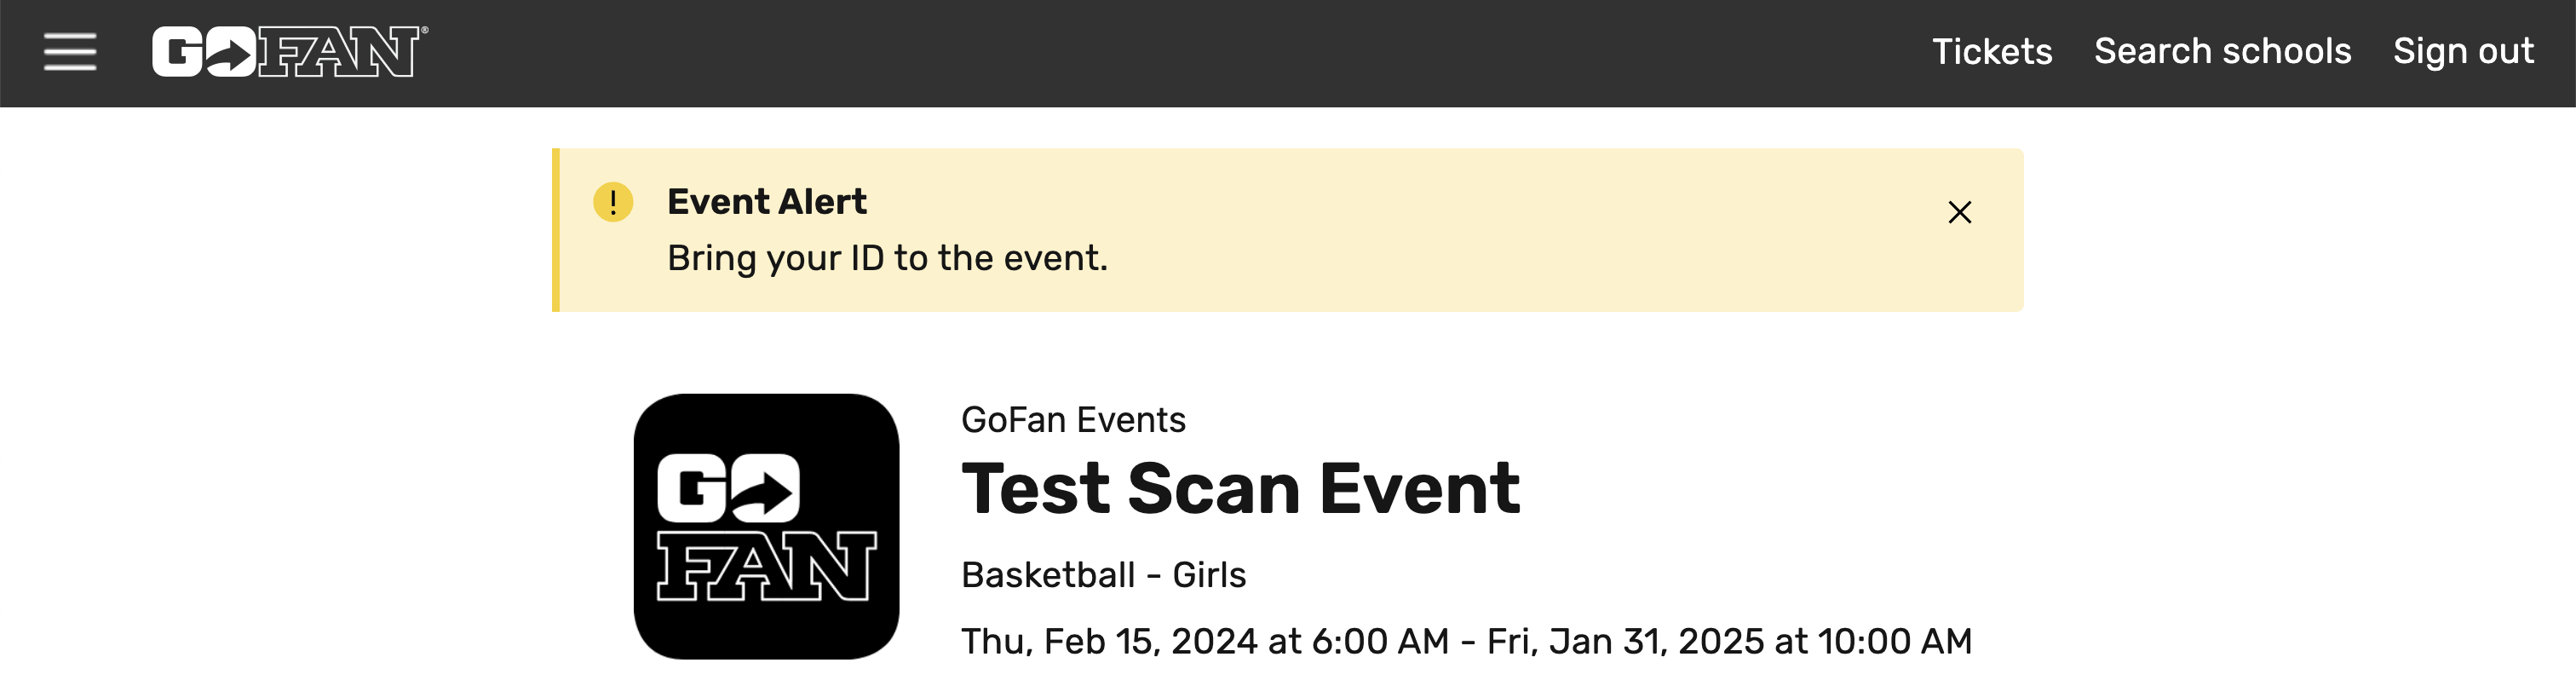 GOFAN®
Tickets
Search schools
Sign out
Event Alert
Bring your ID to the event.
GO
FAN
GoFan Events
Test Scan Event
Basketball - Girls
Thu, Feb 15, 2024 at 6:00 AM - Fri, Jan 31, 2025 at 10:00 AM